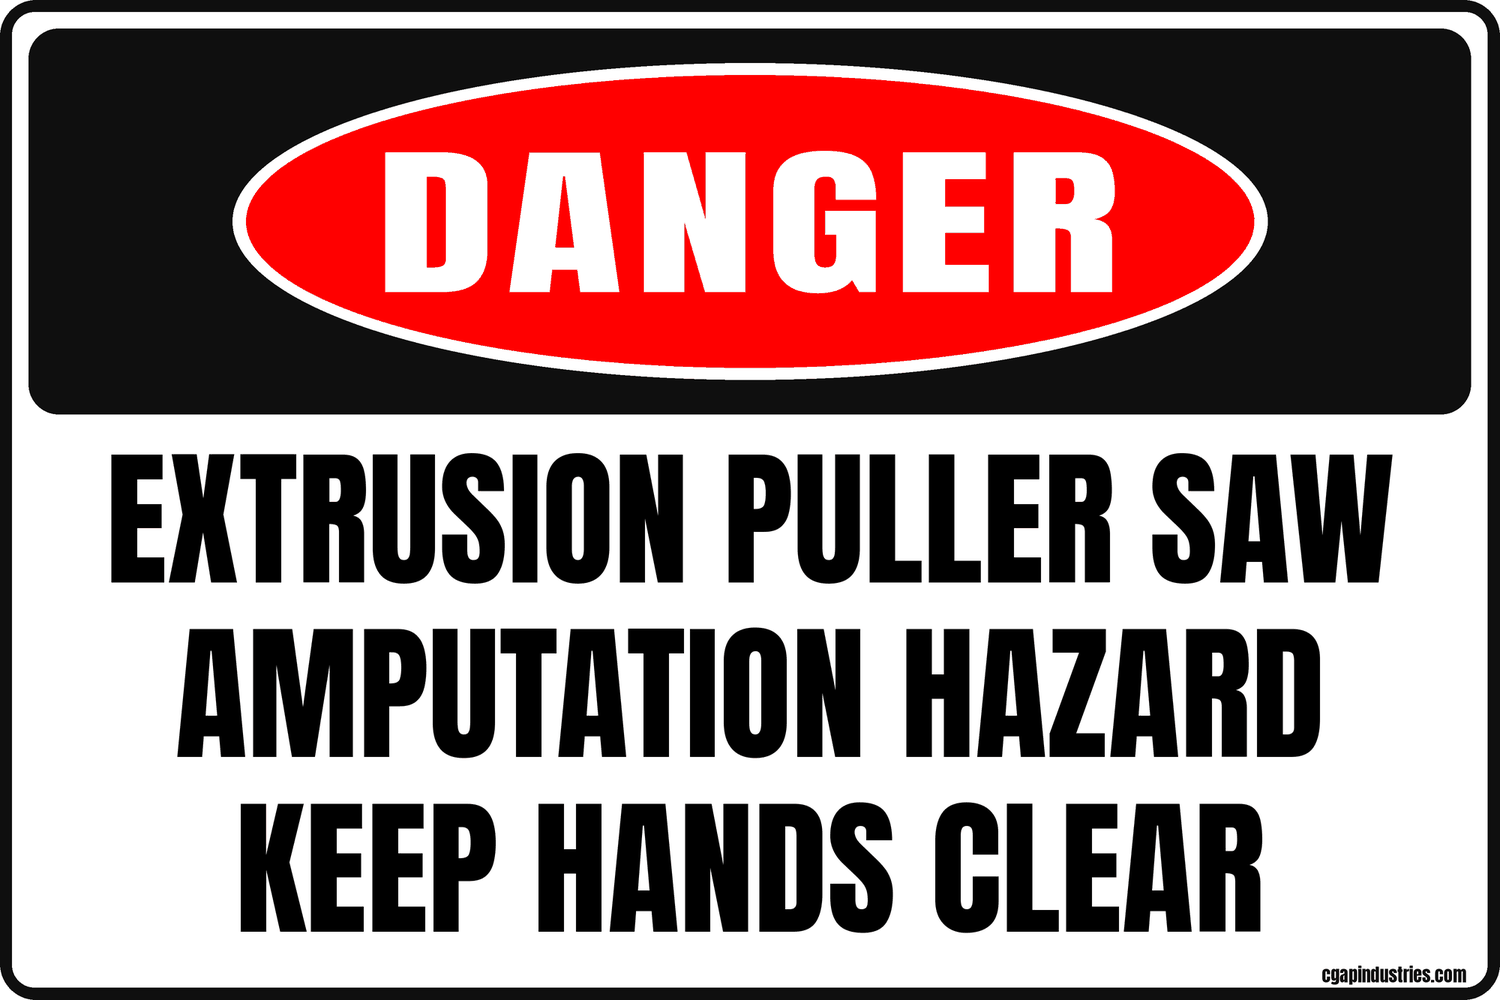 DANGER
EXTRUSION PULLER SAW
AMPUTATION HAZARD
KEEP HANDS CLEAR
cgapindustries.com